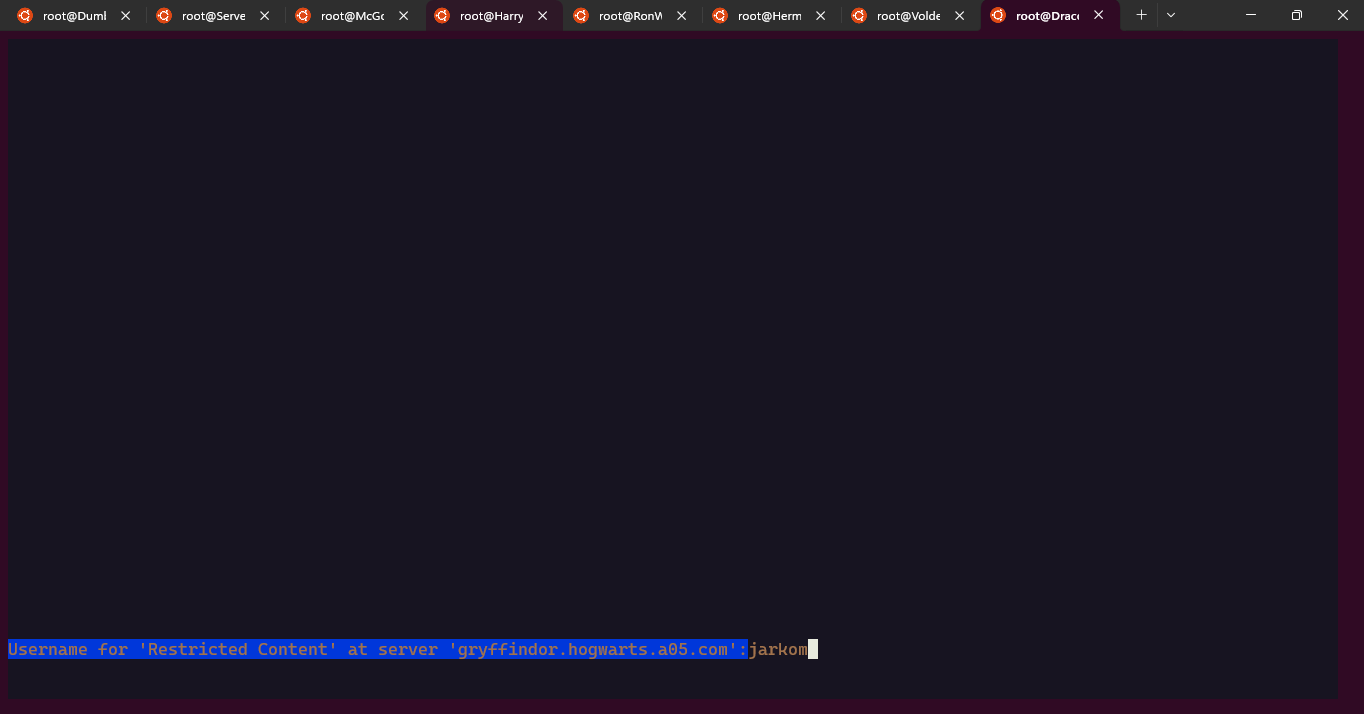 root@Duml
root@Serve
root@McGo
root@Harry
root@RonW
root@Herm
root@Volde
root@Drac
Username for 'Restricted Content' at server 'gryffindor.hogwarts.a05.com':jarkom